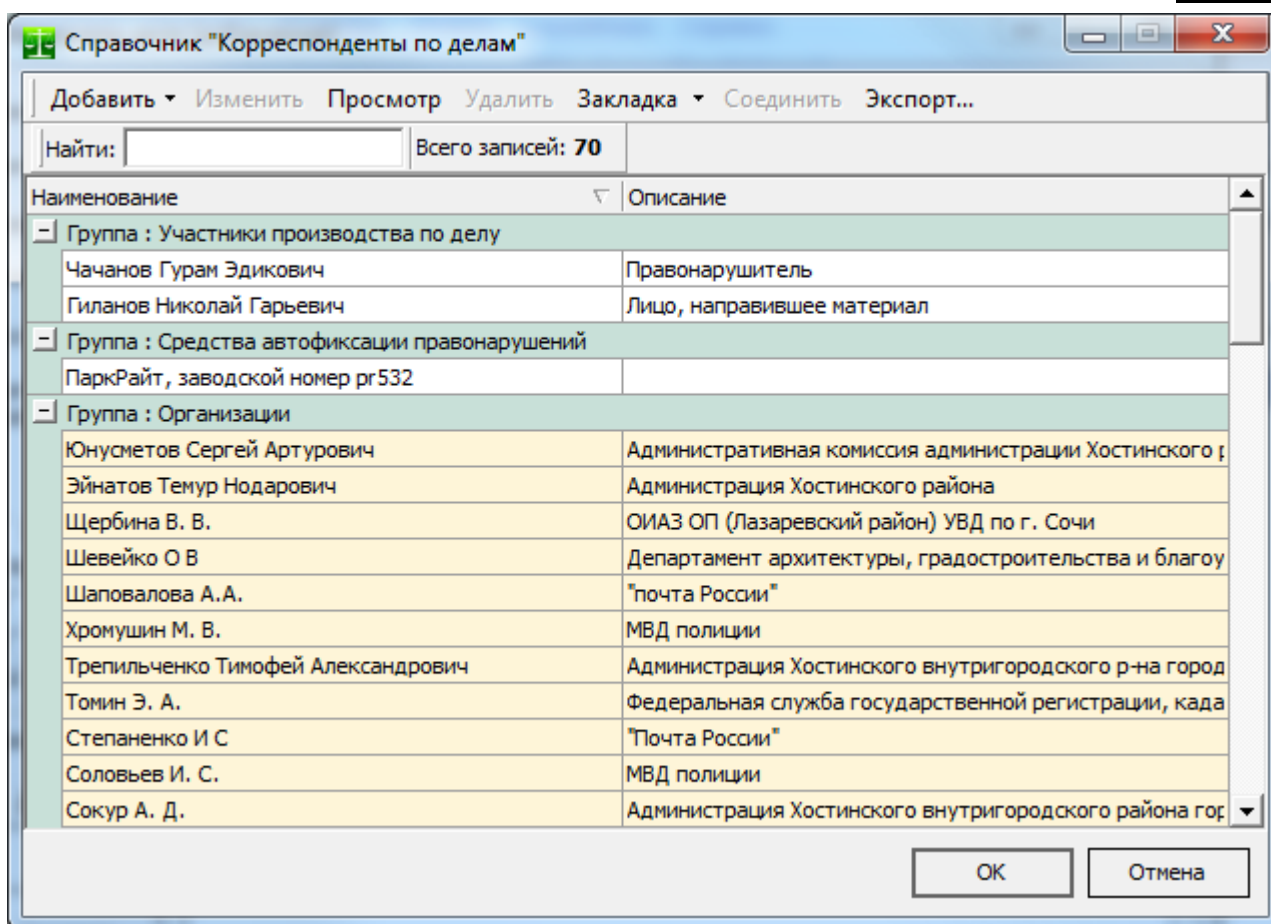 Справочник "Корреспонденты по делам"
Добавить Изменить Просмотр Удалить Закладка Соединить Экспорт...
Найти: Всего записей: 70
Наименование Описание
Группа : Участники производства по делу
Чачанов Гурам Эдикович Правонарушитель
Гиланов Николай Гарьевич Лицо, направившее материал
Группа : Средства автофиксации правонарушений
ПаркРайт, заводской номер pr532
Группа : Организации
Юнусметов Сергей Артурович Административная комиссия администрации Хостинского р
Эйнатов Темур Нодарович Администрация Хостинского района
Щербина В. В. ОИАЗ ОП (Лазаревский район) УВД по г. Сочи
Шевейко О В Департамент архитектуры, градостроительства и благоу
Шаповалова А.А. "почта России"
Хромушин М. В. МВД полиции
Трепильченко Тимофей Александрович Администрация Хостинского внутригородского р-на город
Томин Э. А. Федеральная служба государственной регистрации, када
Степаненко И С "Почта России"
Соловьев И. С. МВД полиции
Сокур А. Д. Администрация Хостинского внутригородского района гор
ОК Отмена